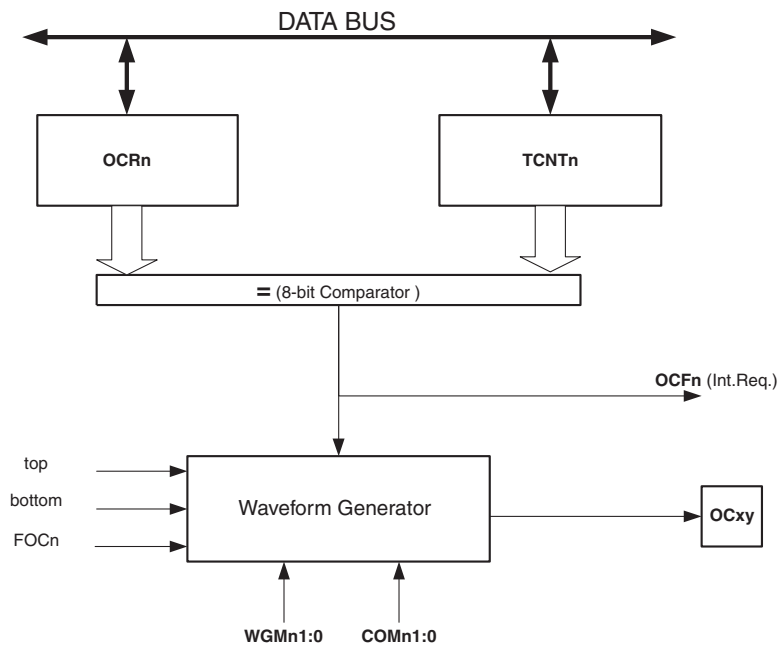 DATA BUS
OCRn
TCNTn
= (8-bit Comparator )
OCFn (Int.Req.)
top
bottom
FOCn
Waveform Generator
OCxy
WGMn1:0
COMn1:0